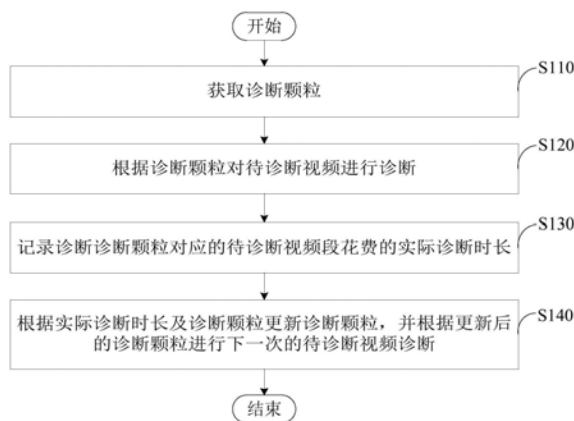 开始
S110
获取诊断颗粒
S120
根据诊断颗粒对待诊断视频进行诊断
S130
记录诊断诊断颗粒对应的待诊断视频段花费的实际诊断时长
S140
根据实际诊断时长及诊断颗粒更新诊断颗粒，并根据更新后
的诊断颗粒进行下一次的待诊断视频诊断
结束